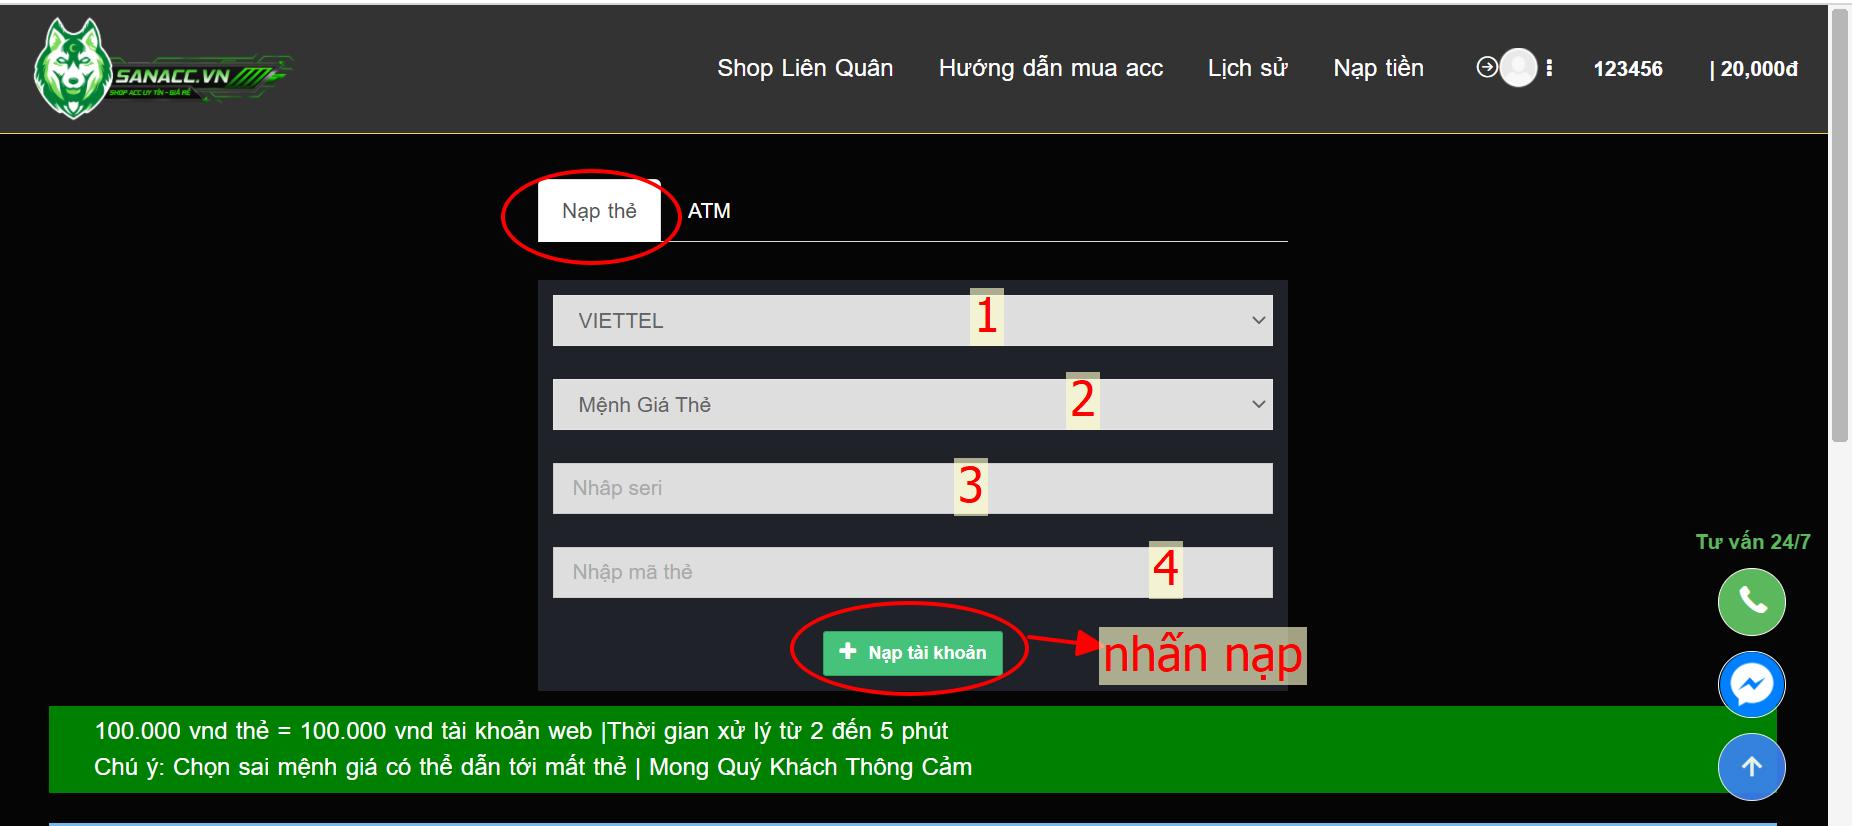 SANACC.VN
SHOP ACC UY TÍN - GIÁ RẺ
Shop Liên Quân Hướng dẫn mua acc Lịch sử Nạp tiền 123456 | 20,000đ
Nạp thẻ ATM
VIETTEL 1
Mệnh Giá Thẻ 2
Nhâp seri 3
Nhập mã thẻ 4
Nạp tài khoản nhấn nạp
Tư vấn 24/7
100.000 vnd thẻ = 100.000 vnd tài khoản web |Thời gian xử lý từ 2 đến 5 phút
Chú ý: Chọn sai mệnh giá có thể dẫn tới mất thẻ | Mong Quý Khách Thông Cảm